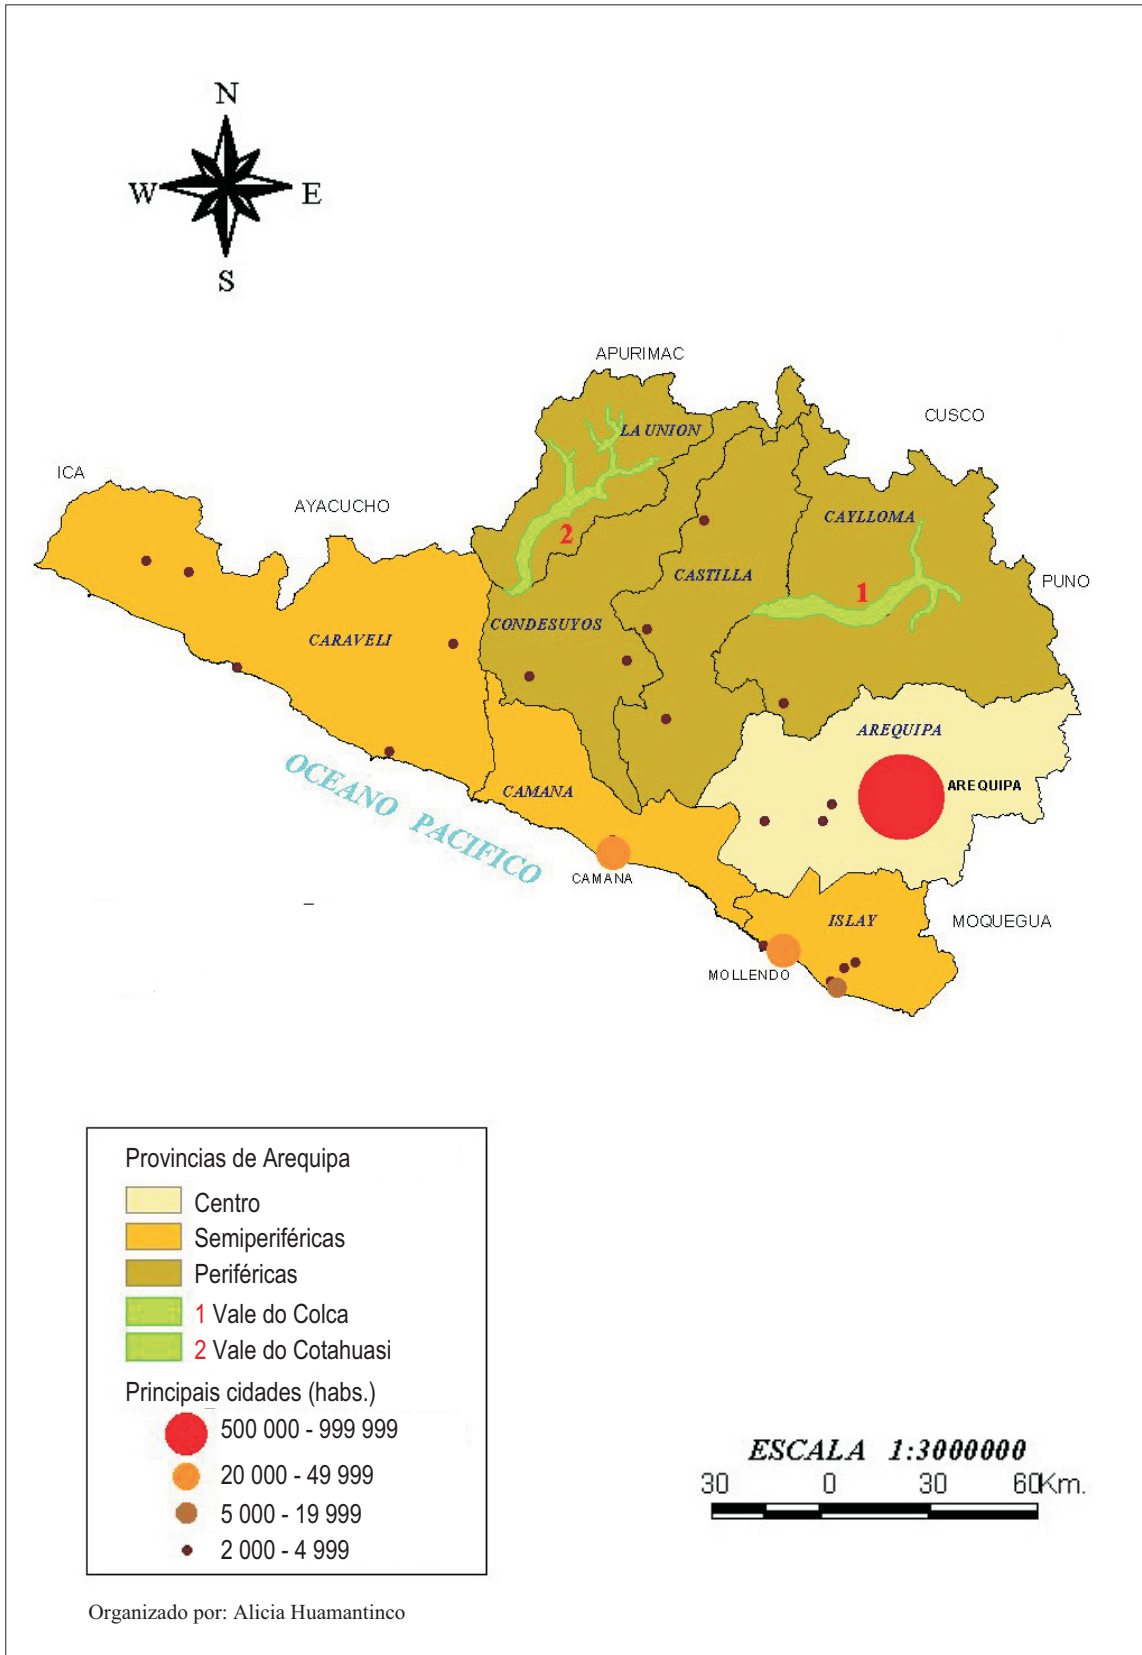 N
W E
S
APURIMAC
CUSCO
LA UNION
ICA
AYACUCHO
CAYLLOMA
2
CASTILLA
PUNO
1
CONDESUYOS
CARAVELI
AREQUIPA
OCEANO PACIFICO
CAMANA
AREQUIPA
CAMANA
ISLAY
MOQUEGUA
MOLLENDO
Provincias de Arequipa
Centro
Semiperiféricas
Periféricas
1 Vale do Colca
2 Vale do Cotahuasi
Principais cidades (habs.)
500 000 - 999 999
20 000 - 49 999
5 000 - 19 999
2 000 - 4 999
ESCALA 1:3000000
30 0 30 60Km.
Organizado por: Alicia Huamantinco